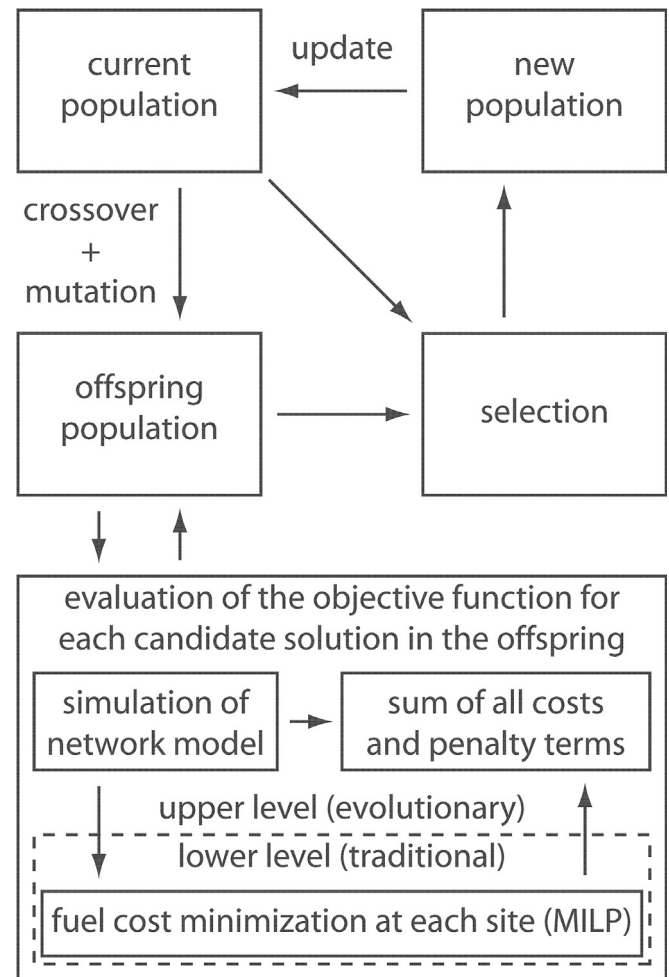 current
population
update
new
population
crossover
+
mutation
offspring
population
selection
evaluation of the objective function for
each candidate solution in the offspring
simulation of
network model
sum of all costs
and penalty terms
upper level (evolutionary)
lower level (traditional)
fuel cost minimization at each site (MILP)